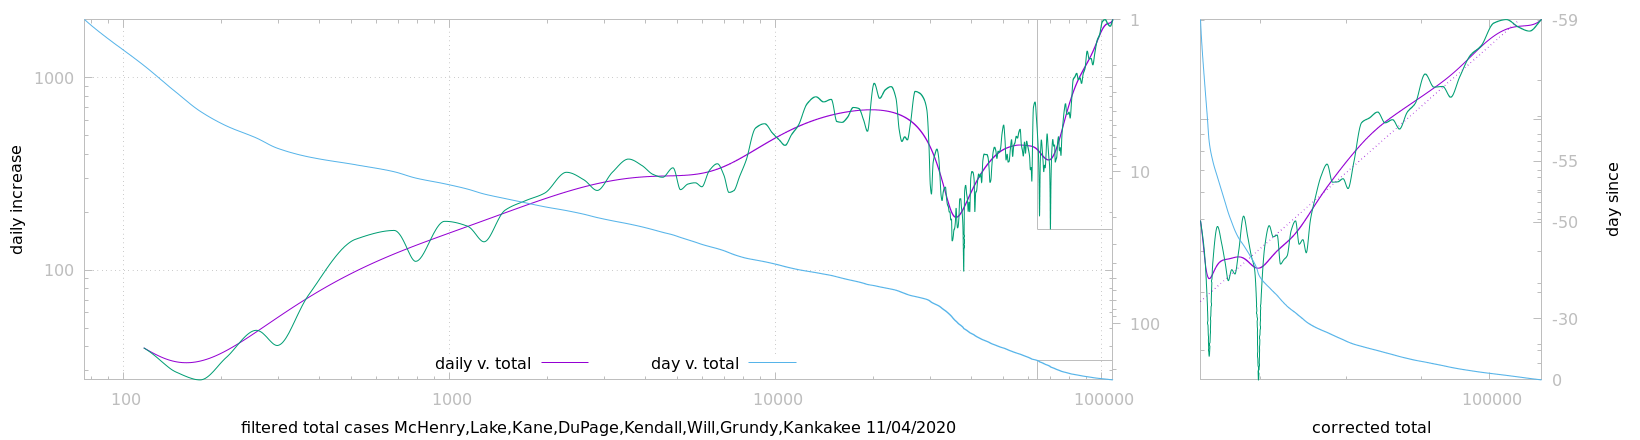 1000
100
daily increase
daily v. total
day v. total
1
10
100
100
1000
10000
100000
filtered total cases McHenry,Lake,Kane,DuPage,Kendall,Will,Grundy,Kankakee 11/04/2020
-59
-55
-50
-30
0
day since
100000
corrected total